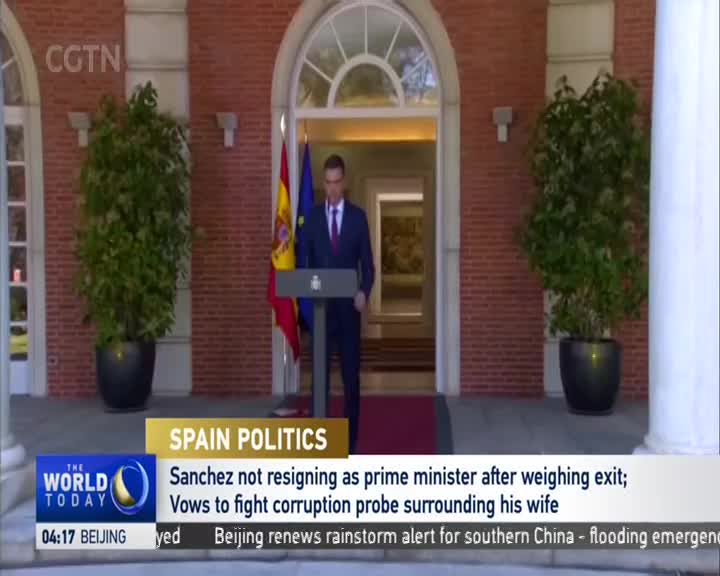 CGTN
SPAIN POLITICS
Sanchez not resigning as prime minister after weighing exit;
Vows to fight corruption probe surrounding his wife
THE
WORLD
TODAY
04:17 BEIJING
yed Beijing renews rainstorm alert for southern China - flooding emergenc